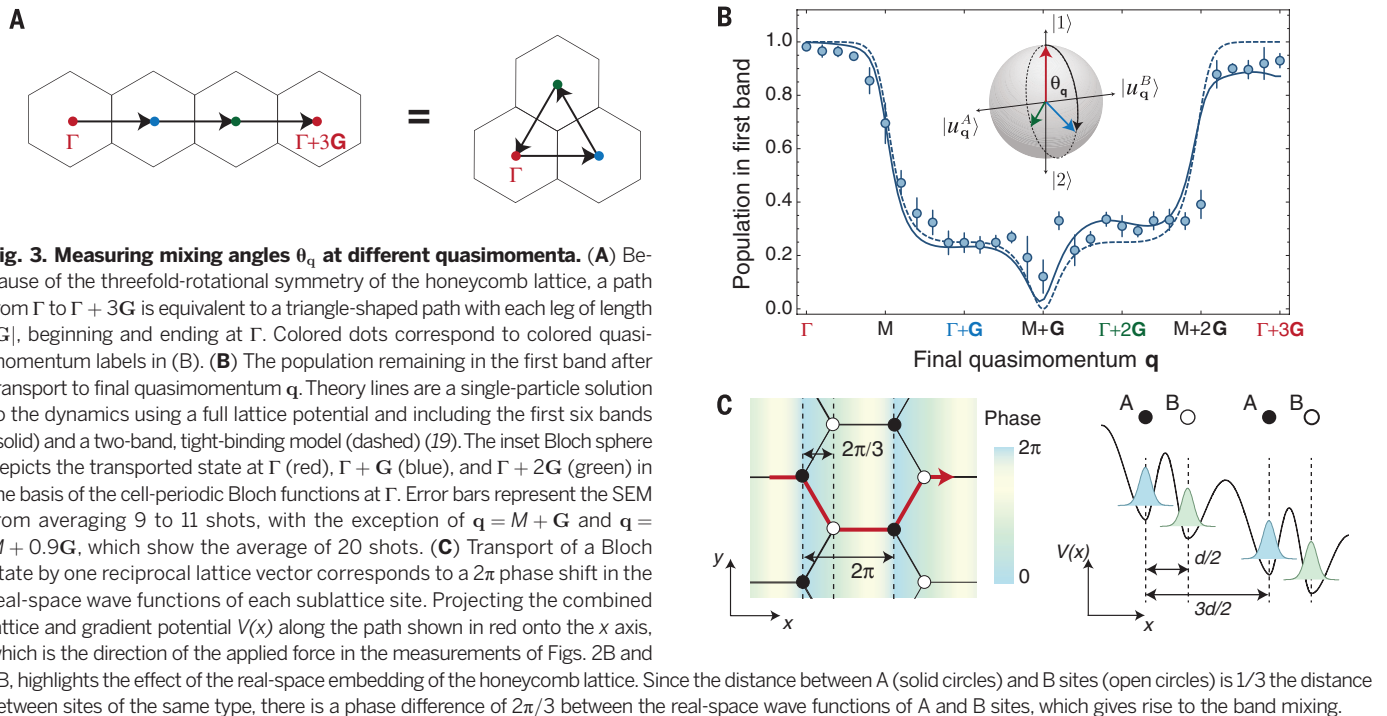 A
Γ
Γ+3G
=
Γ
B
Population in first band
1.0
0.8
0.6
0.4
0.2
0.0
|1⟩
θq
|u^B_q⟩
|u^A_q⟩
|2⟩
Γ
M
Γ+G
M+G
Γ+2G
M+2G
Γ+3G
Final quasimomentum q
ig. 3. Measuring mixing angles θq at different quasimomenta. (A) Be-
ause of the threefold-rotational symmetry of the honeycomb lattice, a path
rom Γ to Γ + 3G is equivalent to a triangle-shaped path with each leg of length
G|, beginning and ending at Γ. Colored dots correspond to colored quasi-
momentum labels in (B). (B) The population remaining in the first band after
ransport to final quasimomentum q. Theory lines are a single-particle solution
o the dynamics using a full lattice potential and including the first six bands
solid) and a two-band, tight-binding model (dashed) (19). The inset Bloch sphere
epicts the transported state at Γ (red), Γ + G (blue), and Γ + 2G (green) in
he basis of the cell-periodic Bloch functions at Γ. Error bars represent the SEM
rom averaging 9 to 11 shots, with the exception of q = M + G and q =
M + 0.9G, which show the average of 20 shots. (C) Transport of a Bloch
tate by one reciprocal lattice vector corresponds to a 2π phase shift in the
eal-space wave functions of each sublattice site. Projecting the combined
attice and gradient potential V(x) along the path shown in red onto the x axis,
which is the direction of the applied force in the measurements of Figs. 2B and
B, highlights the effect of the real-space embedding of the honeycomb lattice. Since the distance between A (solid circles) and B sites (open circles) is 1/3 the distance
etween sites of the same type, there is a phase difference of 2π/3 between the real-space wave functions of A and B sites, which gives rise to the band mixing.
C
2π/3
2π
y
x
Phase
2π
0
A
B
A
B
V(x)
d/2
3d/2
x